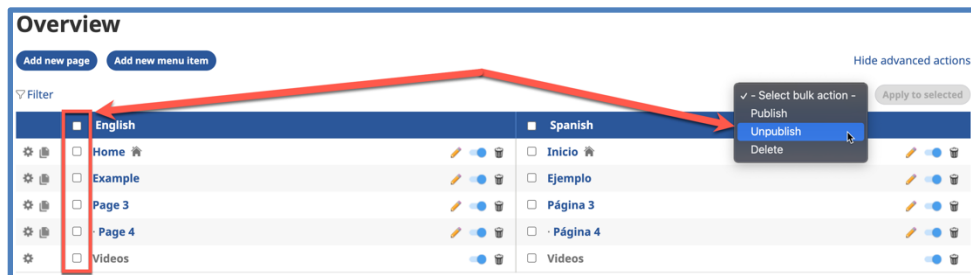 Overview
Add new page Add new menu item Hide advanced actions
Filter ✓ - Select bulk action - Apply to selected
Publish
Unpublish
Delete
English Spanish
Home Inicio
Example Ejemplo
Page 3 Página 3
· Page 4 · Página 4
Videos Videos